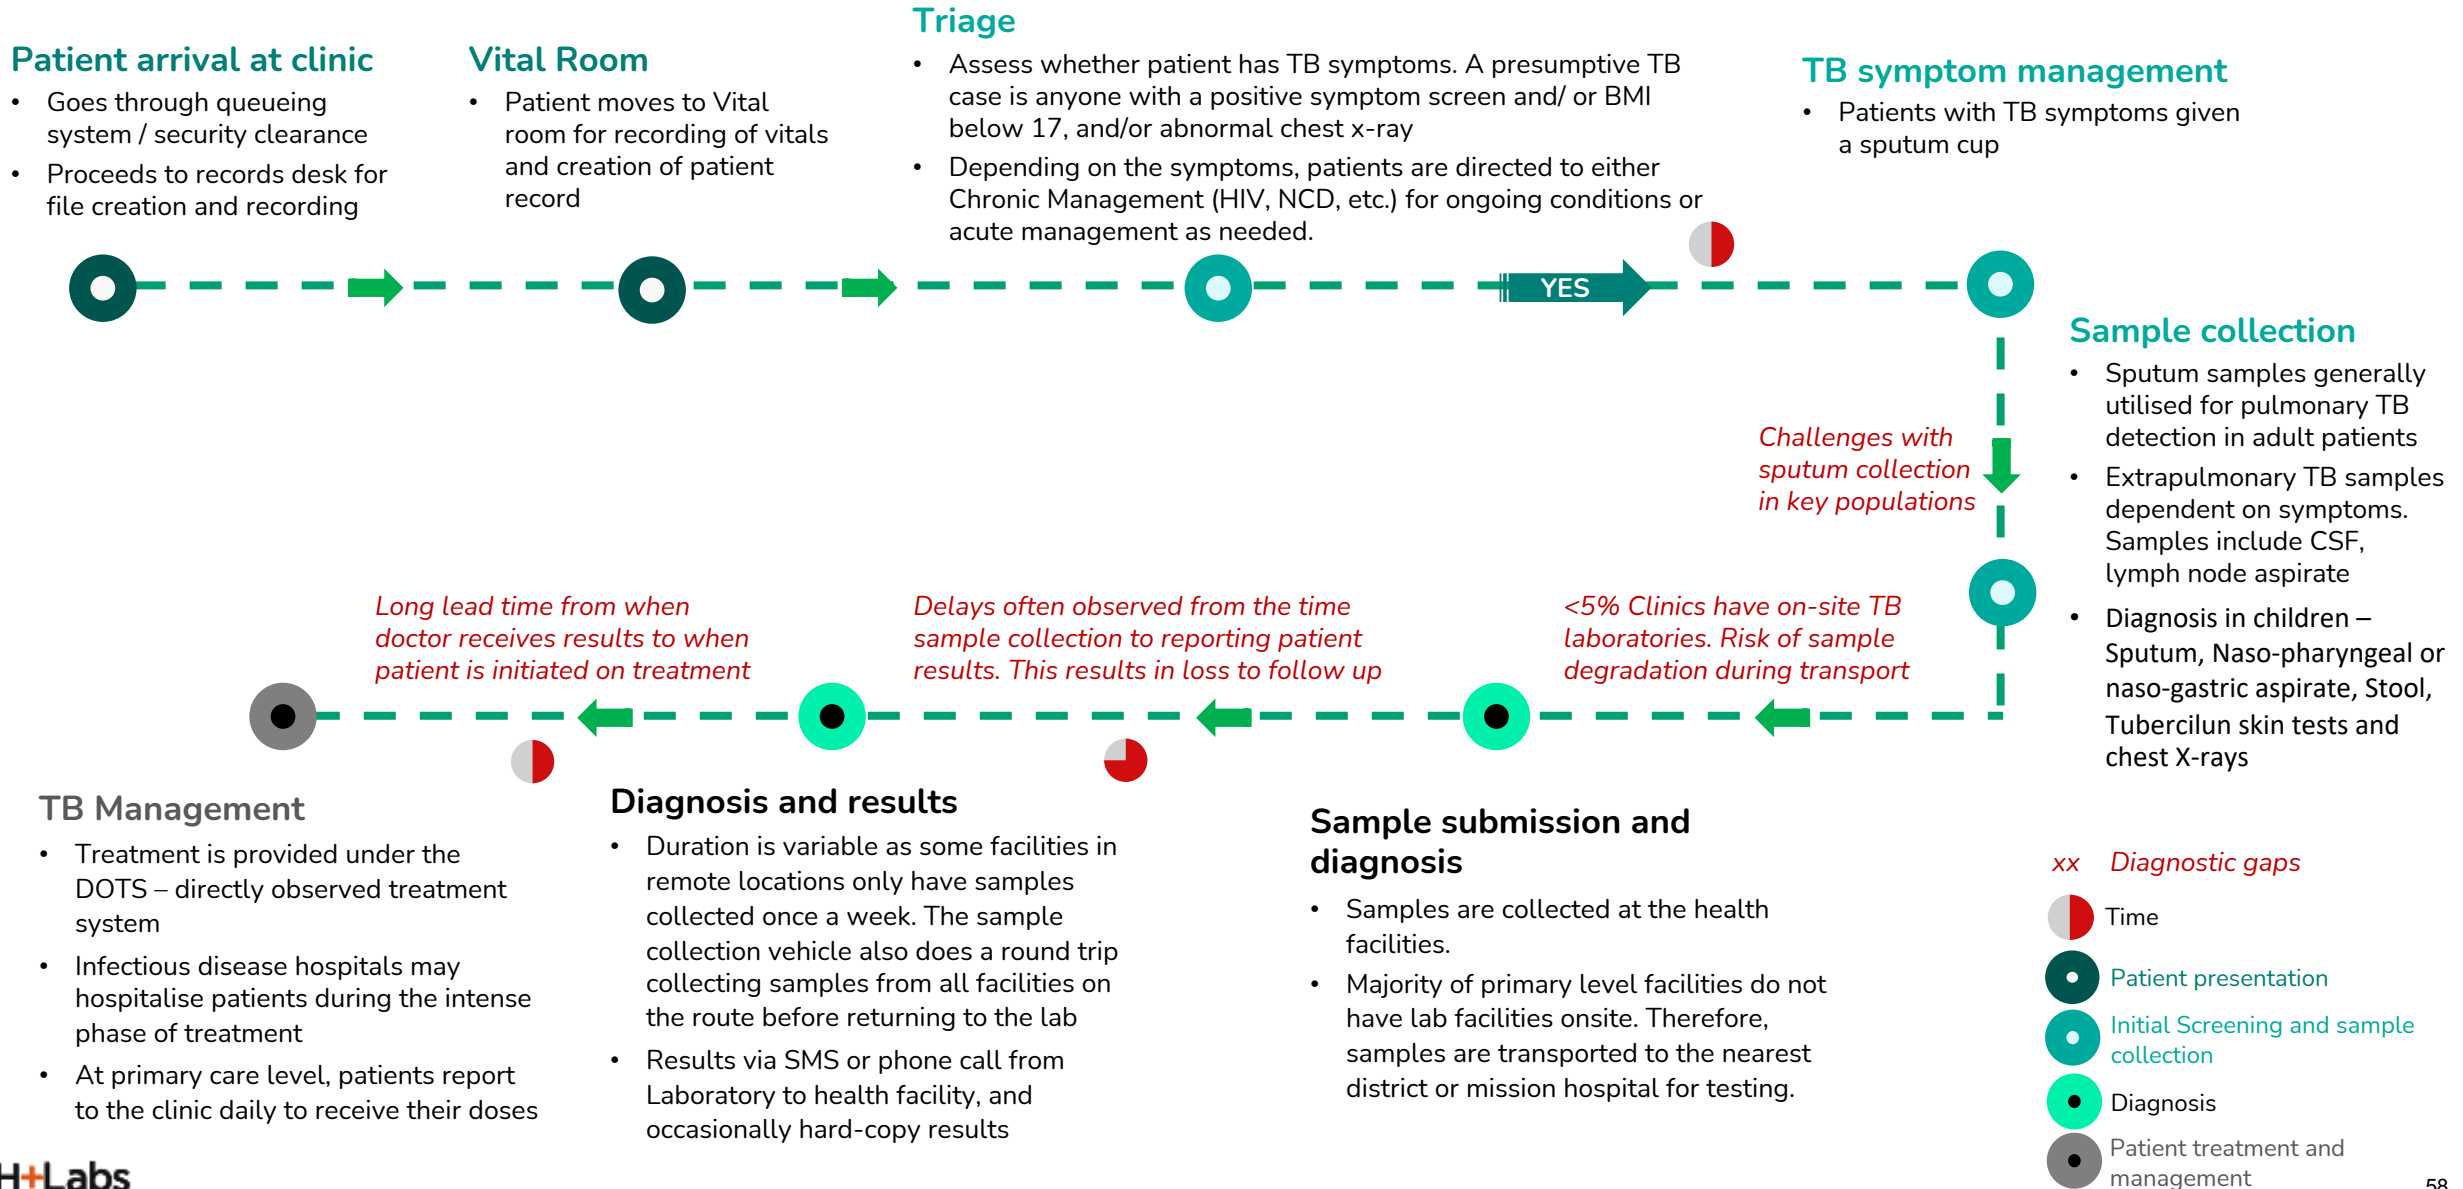 Patient arrival at clinic
• Goes through queueing
system / security clearance
• Proceeds to records desk for
file creation and recording
Vital Room
• Patient moves to Vital
room for recording of vitals
and creation of patient
record
Triage
• Assess whether patient has TB symptoms. A presumptive TB
case is anyone with a positive symptom screen and/ or BMI
below 17, and/or abnormal chest x-ray
• Depending on the symptoms, patients are directed to either
Chronic Management (HIV, NCD, etc.) for ongoing conditions or
acute management as needed.
TB symptom management
• Patients with TB symptoms given
a sputum cup
YES
Sample collection
• Sputum samples generally
utilised for pulmonary TB
detection in adult patients
• Extrapulmonary TB samples
dependent on symptoms.
Samples include CSF,
lymph node aspirate
• Diagnosis in children –
Sputum, Naso-pharyngeal or
naso-gastric aspirate, Stool,
Tubercilun skin tests and
chest X-rays
Challenges with
sputum collection
in key populations
<5% Clinics have on-site TB
laboratories. Risk of sample
degradation during transport
Delays often observed from the time
sample collection to reporting patient
results. This results in loss to follow up
Long lead time from when
doctor receives results to when
patient is initiated on treatment
TB Management
• Treatment is provided under the
DOTS – directly observed treatment
system
• Infectious disease hospitals may
hospitalise patients during the intense
phase of treatment
• At primary care level, patients report
to the clinic daily to receive their doses
Diagnosis and results
• Duration is variable as some facilities in
remote locations only have samples
collected once a week. The sample
collection vehicle also does a round trip
collecting samples from all facilities on
the route before returning to the lab
• Results via SMS or phone call from
Laboratory to health facility, and
occasionally hard-copy results
Sample submission and
diagnosis
• Samples are collected at the health
facilities.
• Majority of primary level facilities do not
have lab facilities onsite. Therefore,
samples are transported to the nearest
district or mission hospital for testing.
xx Diagnostic gaps
Time
Patient presentation
Initial Screening and sample
collection
Diagnosis
Patient treatment and
management
H+Labs
58